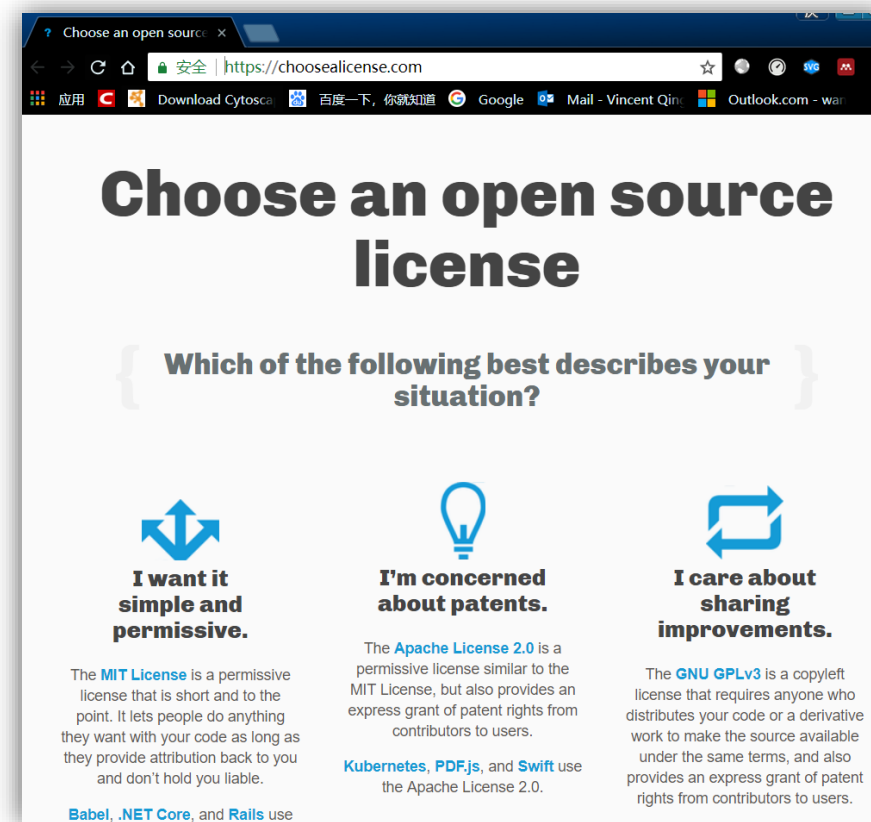 Choose an open source
安全
https://choosealicense.com
应用
Download Cytosca
百度一下，你就知道
Google
Mail - Vincent Qin
Outlook.com - wan
Choose an open source
license
{ Which of the following best describes your }
situation?
I want it
simple and
permissive.
The MIT License is a permissive
license that is short and to the
point. It lets people do anything
they want with your code as long as
they provide attribution back to you
and don’t hold you liable.
Babel, .NET Core, and Rails use
I’m concerned
about patents.
The Apache License 2.0 is a
permissive license similar to the
MIT License, but also provides an
express grant of patent rights from
contributors to users.
Kubernetes, PDF.js, and Swift use
the Apache License 2.0.
I care about
sharing
improvements.
The GNU GPLv3 is a copyleft
license that requires anyone who
distributes your code or a derivative
work to make the source available
under the same terms, and also
provides an express grant of patent
rights from contributors to users.